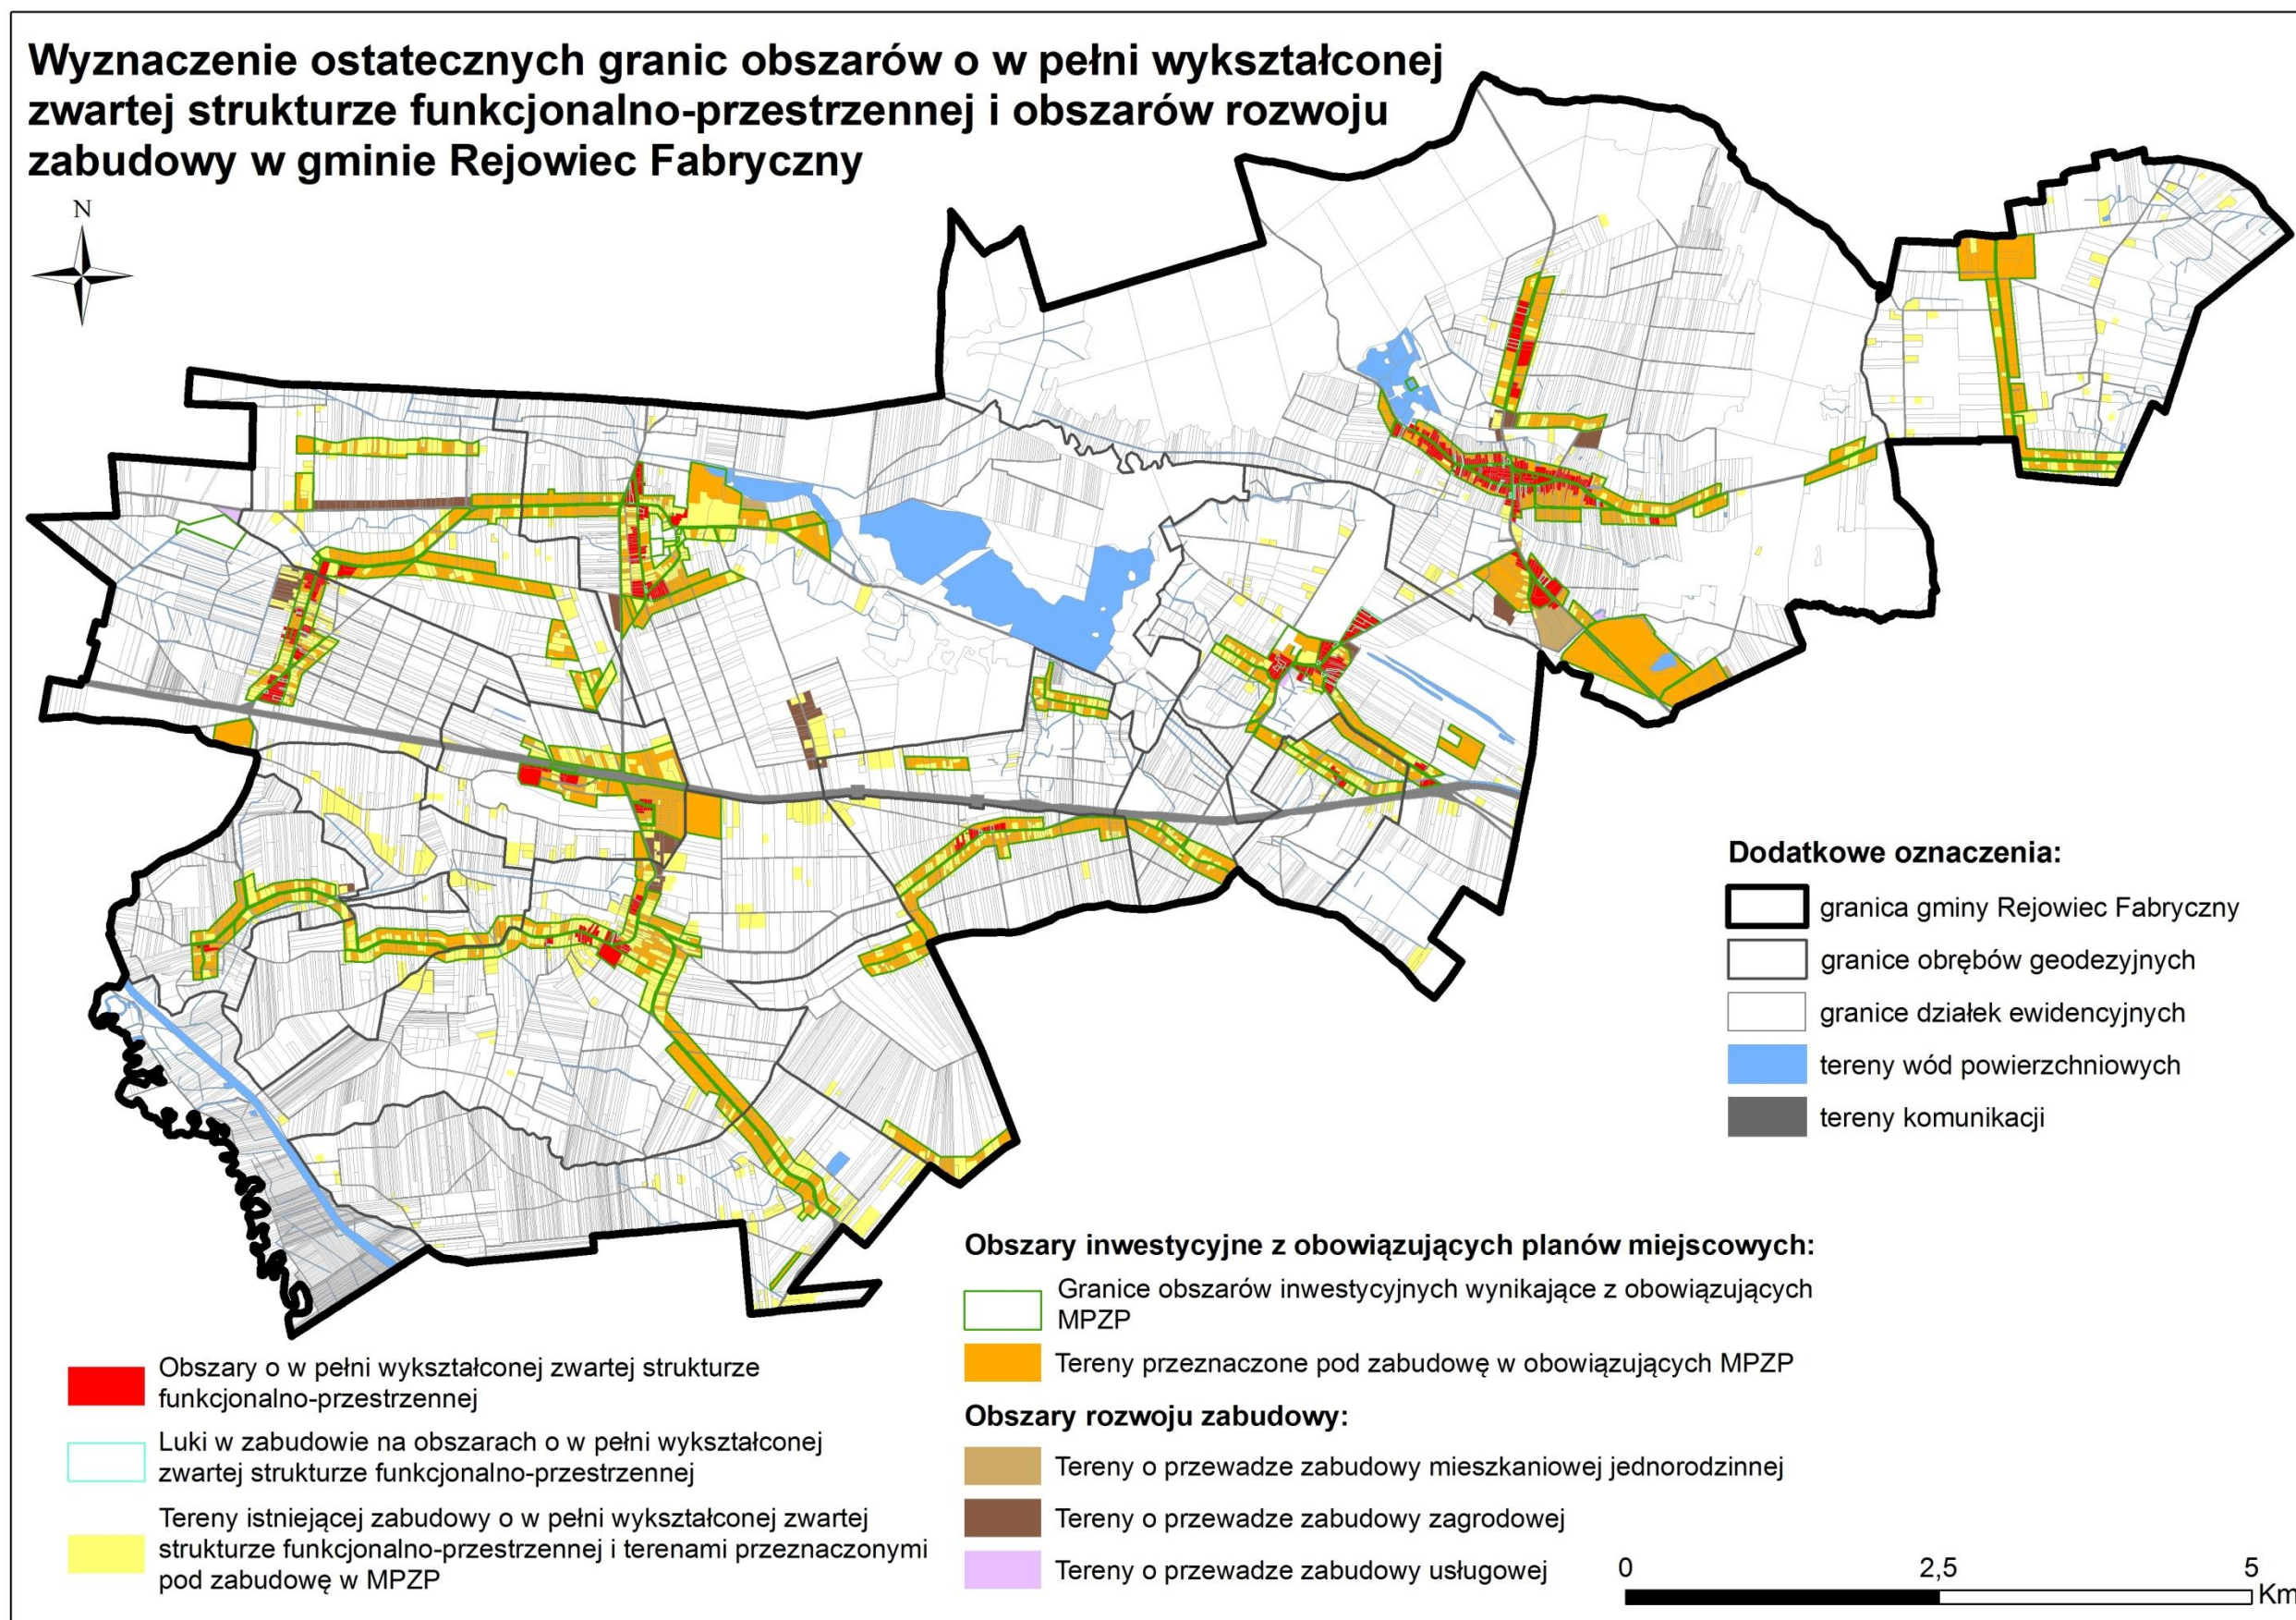 Wyznaczenie ostatecznych granic obszarów o w pełni wykształconej
zwartej strukturze funkcjonalno-przestrzennej i obszarów rozwoju
zabudowy w gminie Rejowiec Fabryczny
N
Dodatkowe oznaczenia:
granica gminy Rejowiec Fabryczny
granice obrębów geodezyjnych
granice działek ewidencyjnych
tereny wód powierzchniowych
tereny komunikacji
Obszary o w pełni wykształconej zwartej strukturze
funkcjonalno-przestrzennej
Luki w zabudowie na obszarach o w pełni wykształconej
zwartej strukturze funkcjonalno-przestrzennej
Tereny istniejącej zabudowy o w pełni wykształconej zwartej
strukturze funkcjonalno-przestrzennej i terenami przeznaczonymi
pod zabudowę w MPZP
Obszary inwestycyjne z obowiązujących planów miejscowych:
Granice obszarów inwestycyjnych wynikające z obowiązujących
MPZP
Tereny przeznaczone pod zabudowę w obowiązujących MPZP
Obszary rozwoju zabudowy:
Tereny o przewadze zabudowy mieszkaniowej jednorodzinnej
Tereny o przewadze zabudowy zagrodowej
Tereny o przewadze zabudowy usługowej
0 2,5 5
Km